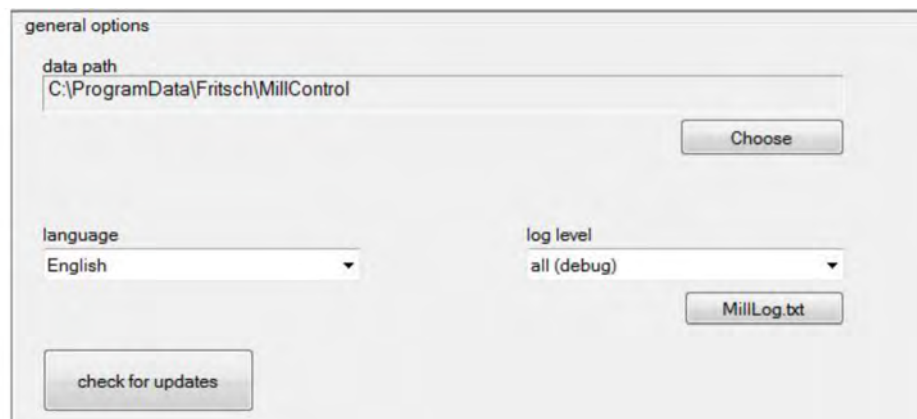 general options
data path
C:\ProgramData\Fritsch\MillControl
Choose
language
log level
English
all (debug)
MillLog.txt
check for updates